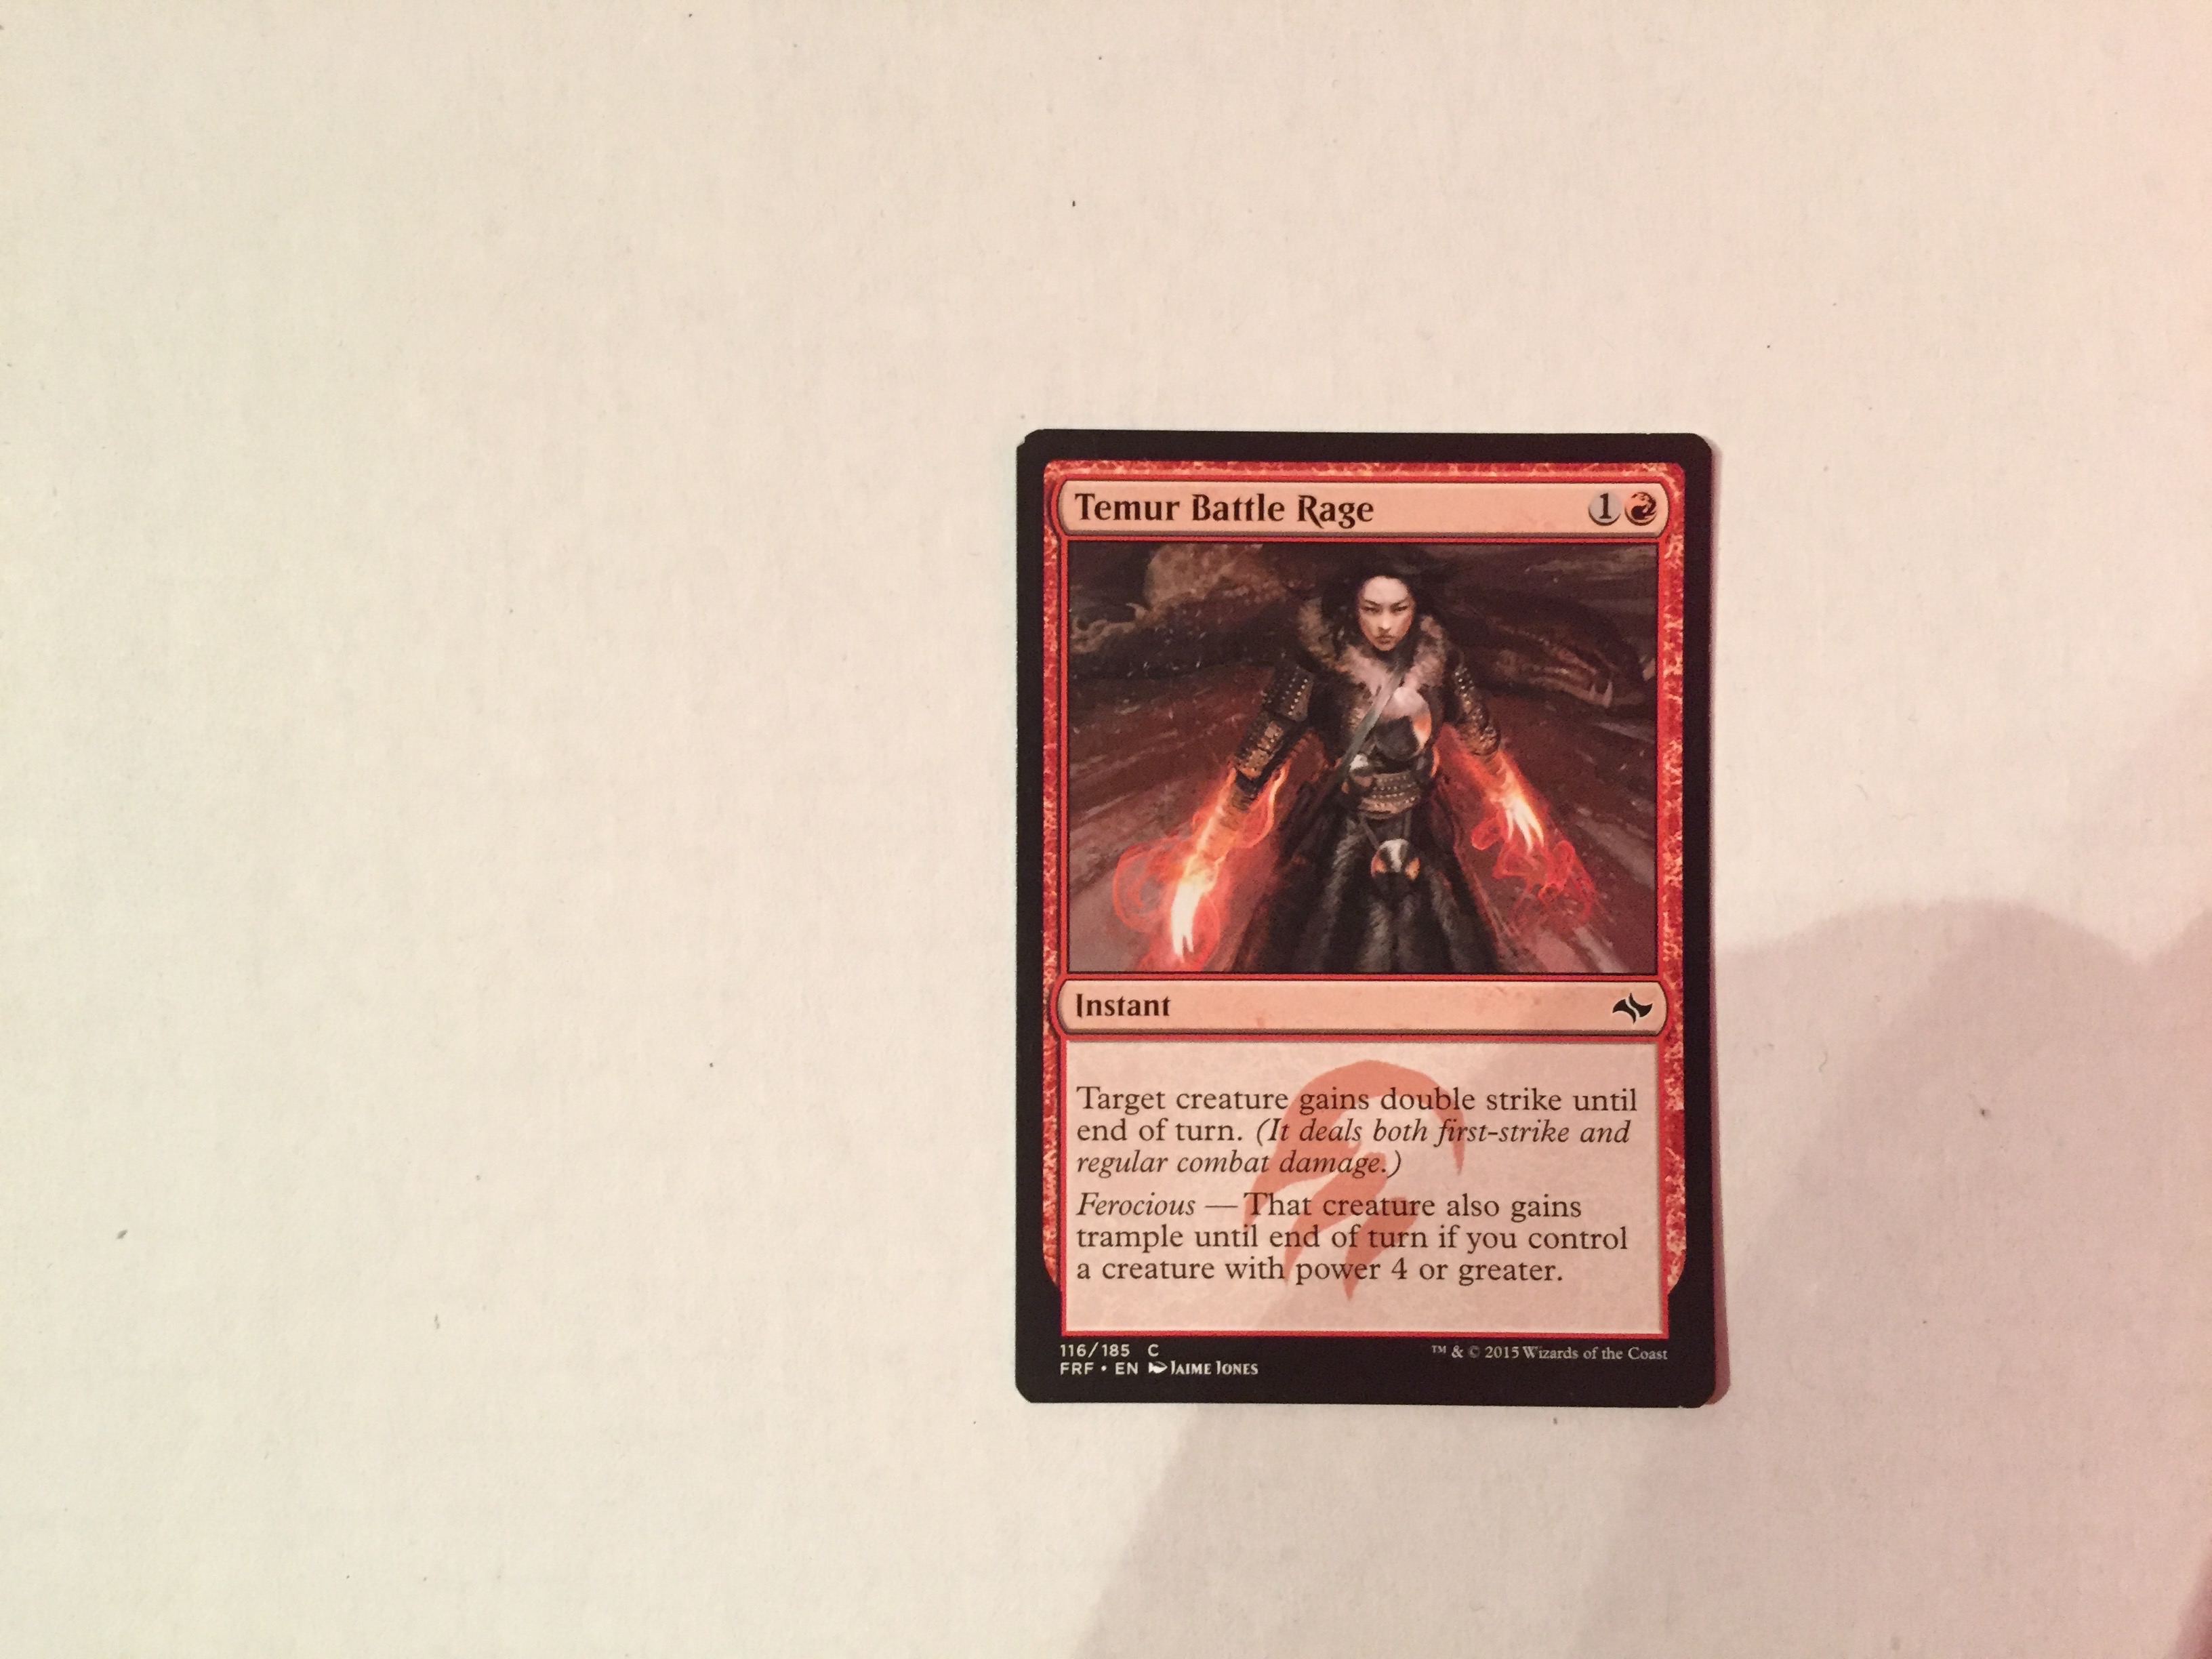 Temur Battle Rage 1
Instant
Target creature gains double strike until
end of turn. (It deals both first-strike and
regular combat damage.)
Ferocious — That creature also gains
trample until end of turn if you control
a creature with power 4 or greater.
116/185 C
FRF • EN JAIME JONES
™ & © 2015 Wizards of the Coast